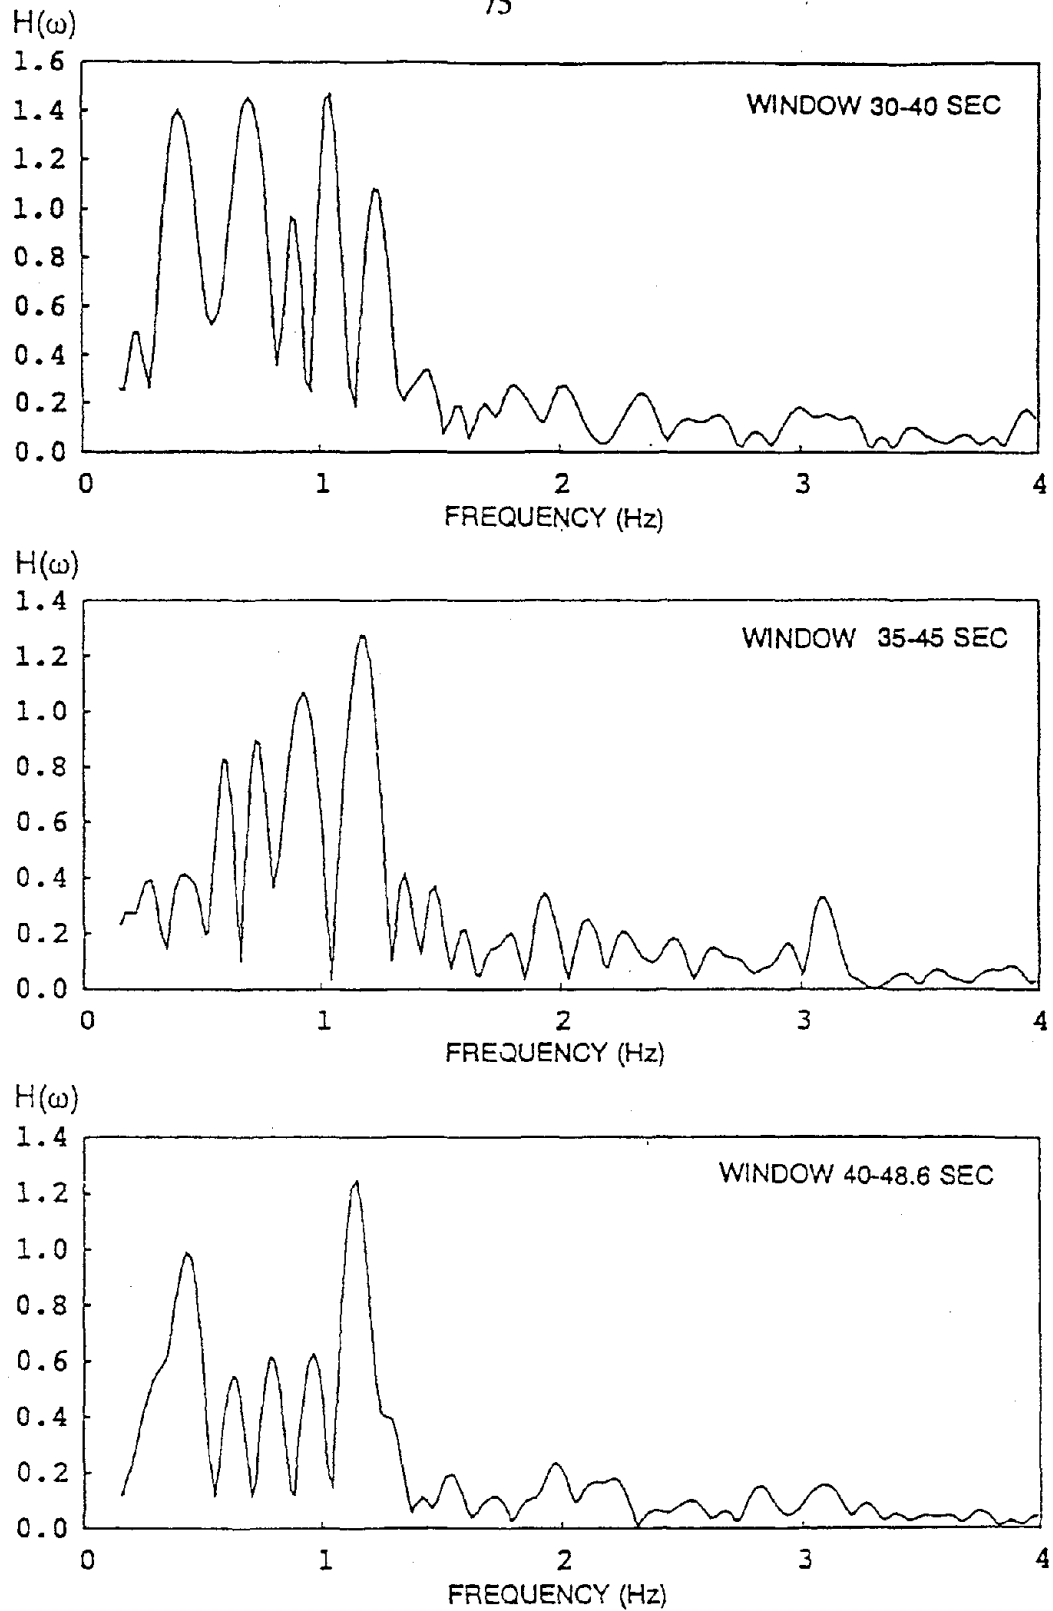 75
H(ω)
1.6
WINDOW 30-40 SEC
1.4
1.2
1.0
0.8
0.6
0.4
0.2
0.0
0 1 2 3 4
FREQUENCY (Hz)
H(ω)
1.4
WINDOW 35-45 SEC
1.2
1.0
0.8
0.6
0.4
0.2
0.0
0 1 2 3 4
FREQUENCY (Hz)
H(ω)
1.4
WINDOW 40-48.6 SEC
1.2
1.0
0.8
0.6
0.4
0.2
0.0
0 1 2 3 4
FREQUENCY (Hz)